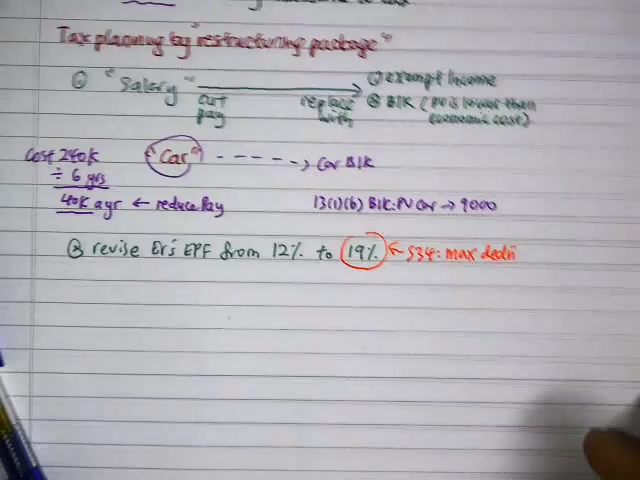 Tax planning by "restructuring package"
① "Salary" → ① exempt income
cut pay replace with ② BIK (PV is lower than economic cost)
Cost 240k "Car" - - - - - → Car BIK
÷ 6 yrs
40k a yr ← reduce Pay 13(1)(b) BIK: PV Car → 9000
② revise Er's EPF from 12% to 19% ← S34: max dedn